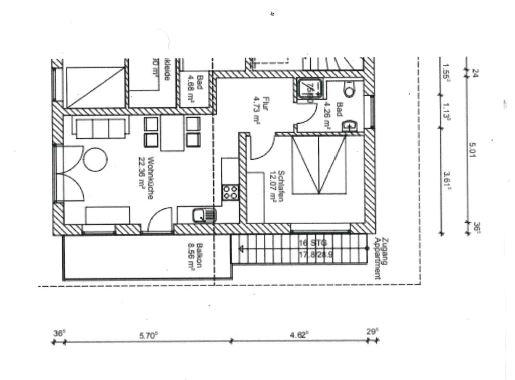 Bad
4.68 m²
Flur
4.73 m²
Bad
4.26 m²
Wohnküche
22.36 m²
Schlafen
12.07 m²
Balkon
8.56 m²
16 STG
17.8/28.9
Zugang
Appartment
1.55⁵
1.13⁵
3.61⁵
24
5.01
36⁵
36⁵
5.70⁵
4.62⁵
29⁵